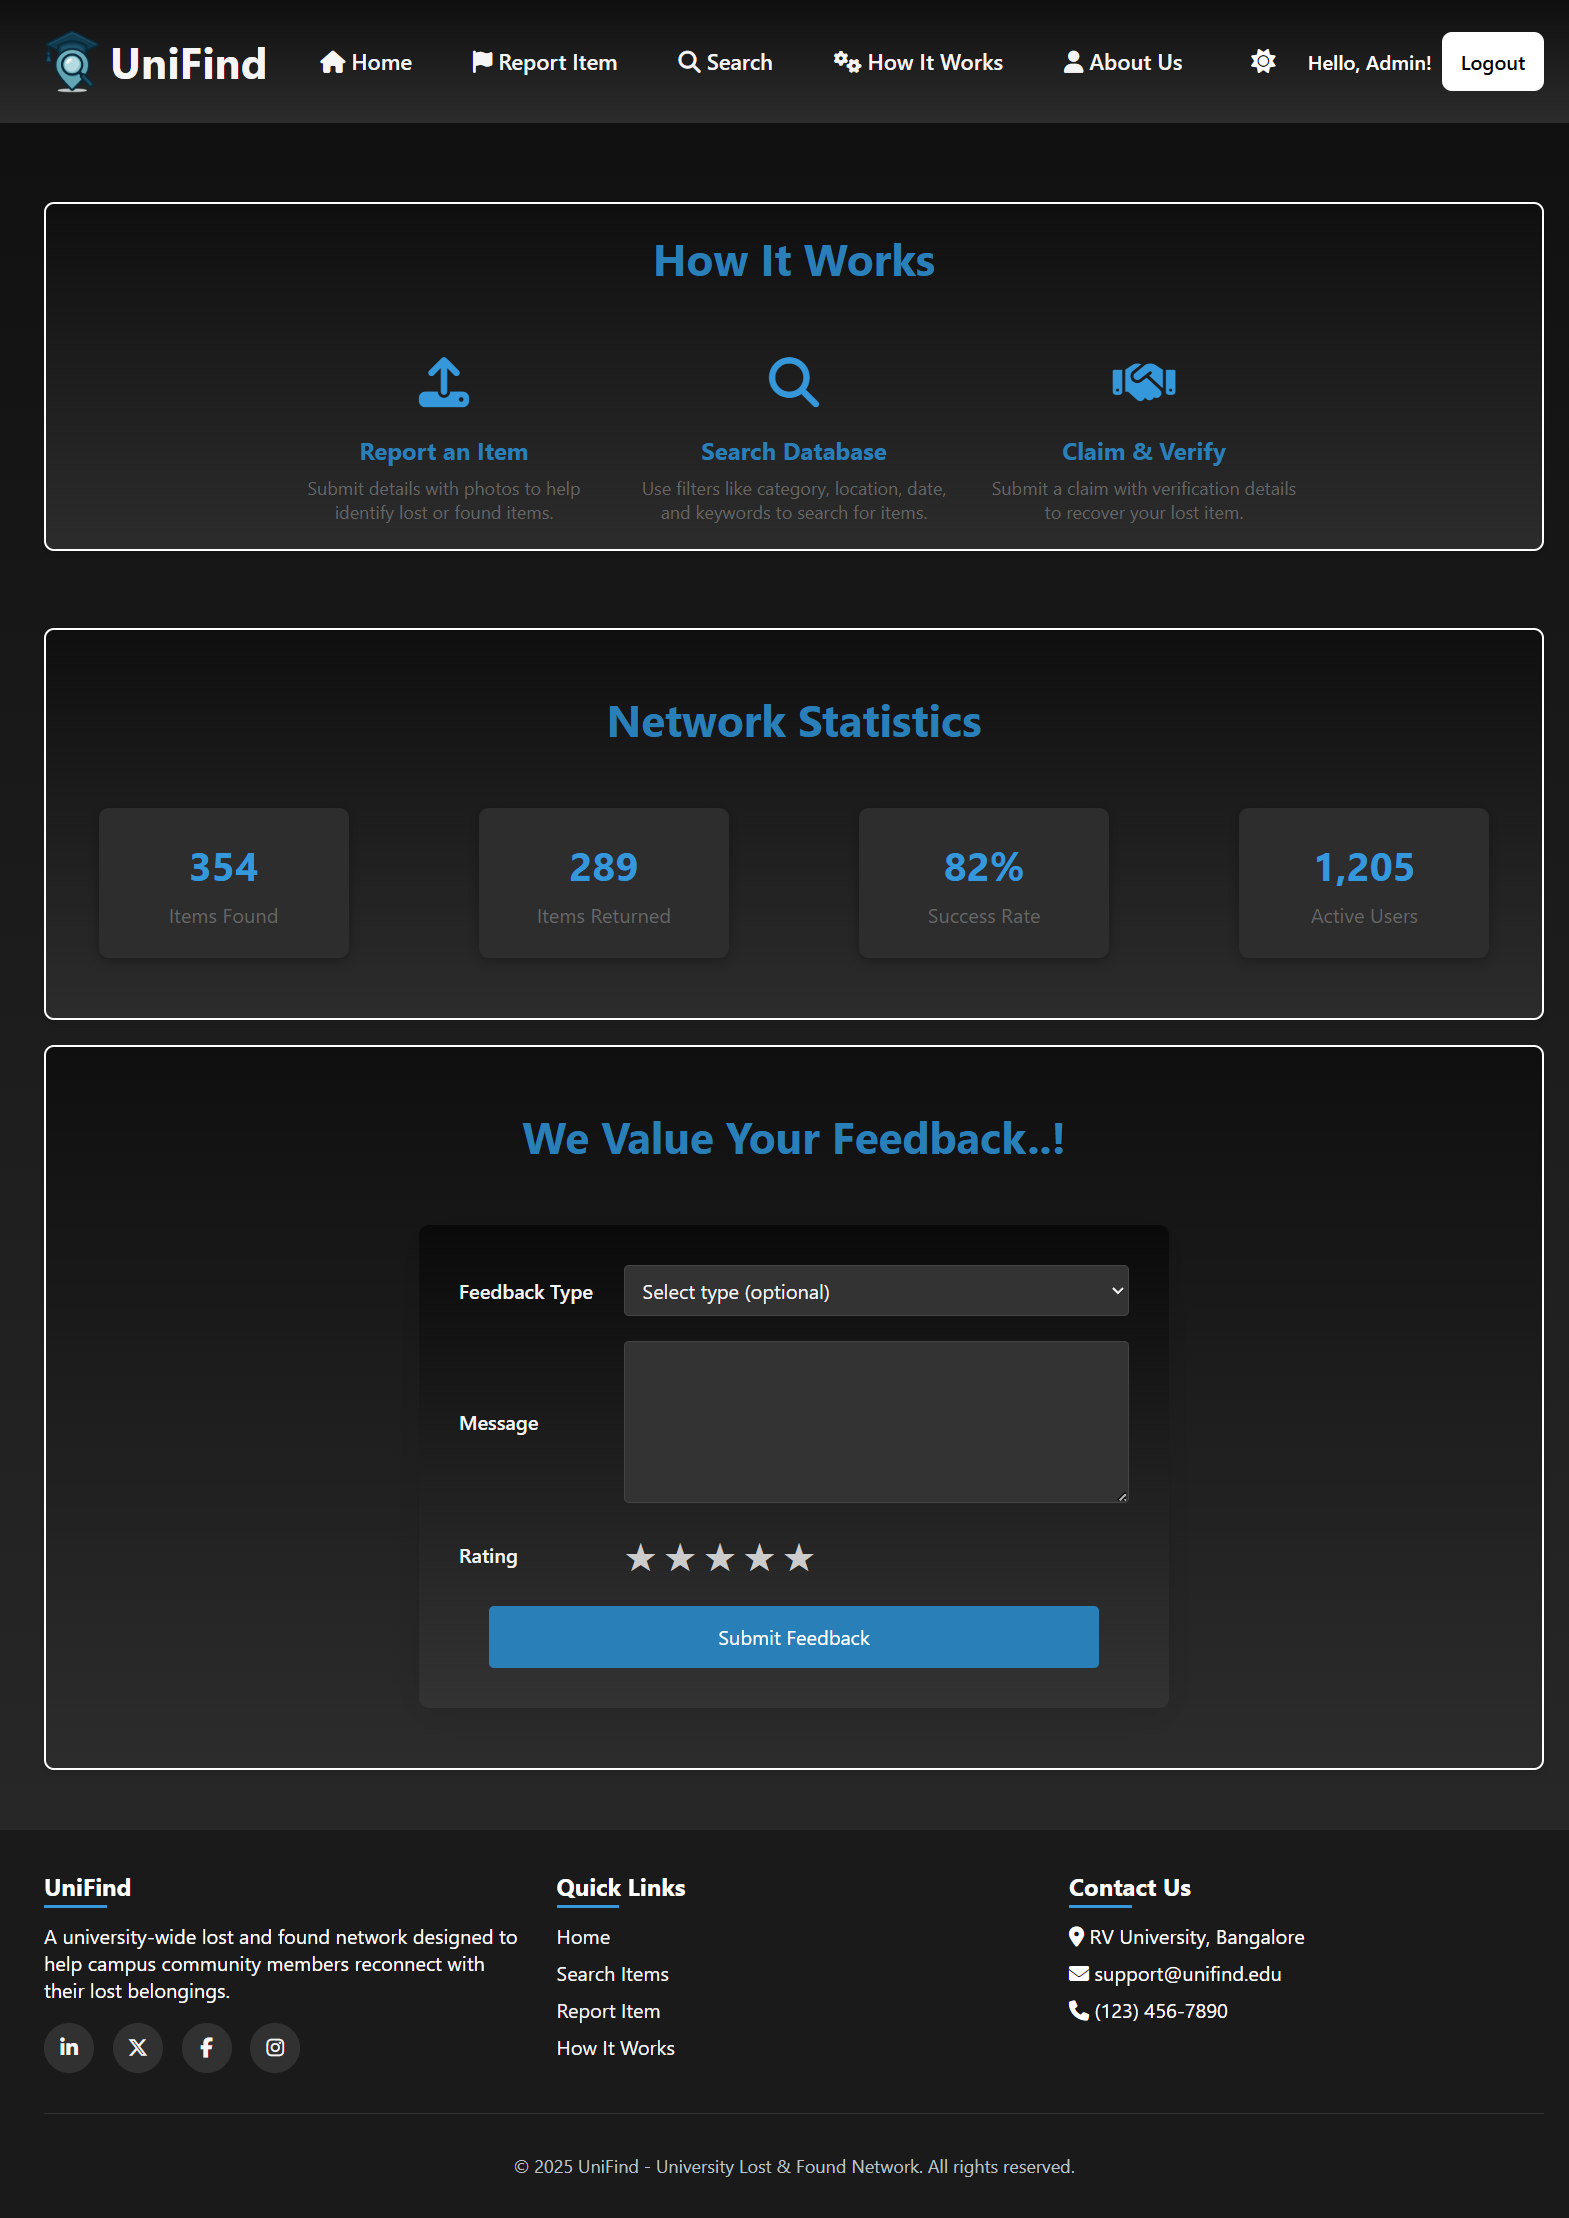 UniFind
Home
Report Item
Search
How It Works
About Us
Hello, Admin!
Logout
How It Works
Report an Item
Submit details with photos to help
identify lost or found items.
Search Database
Use filters like category, location, date,
and keywords to search for items.
Claim & Verify
Submit a claim with verification details
to recover your lost item.
Network Statistics
354
Items Found
289
Items Returned
82%
Success Rate
1,205
Active Users
We Value Your Feedback..!
Feedback Type
Select type (optional)
Message
Rating
Submit Feedback
UniFind
A university-wide lost and found network designed to
help campus community members reconnect with
their lost belongings.
Quick Links
Home
Search Items
Report Item
How It Works
Contact Us
RV University, Bangalore
support@unifind.edu
(123) 456-7890
© 2025 UniFind - University Lost & Found Network. All rights reserved.